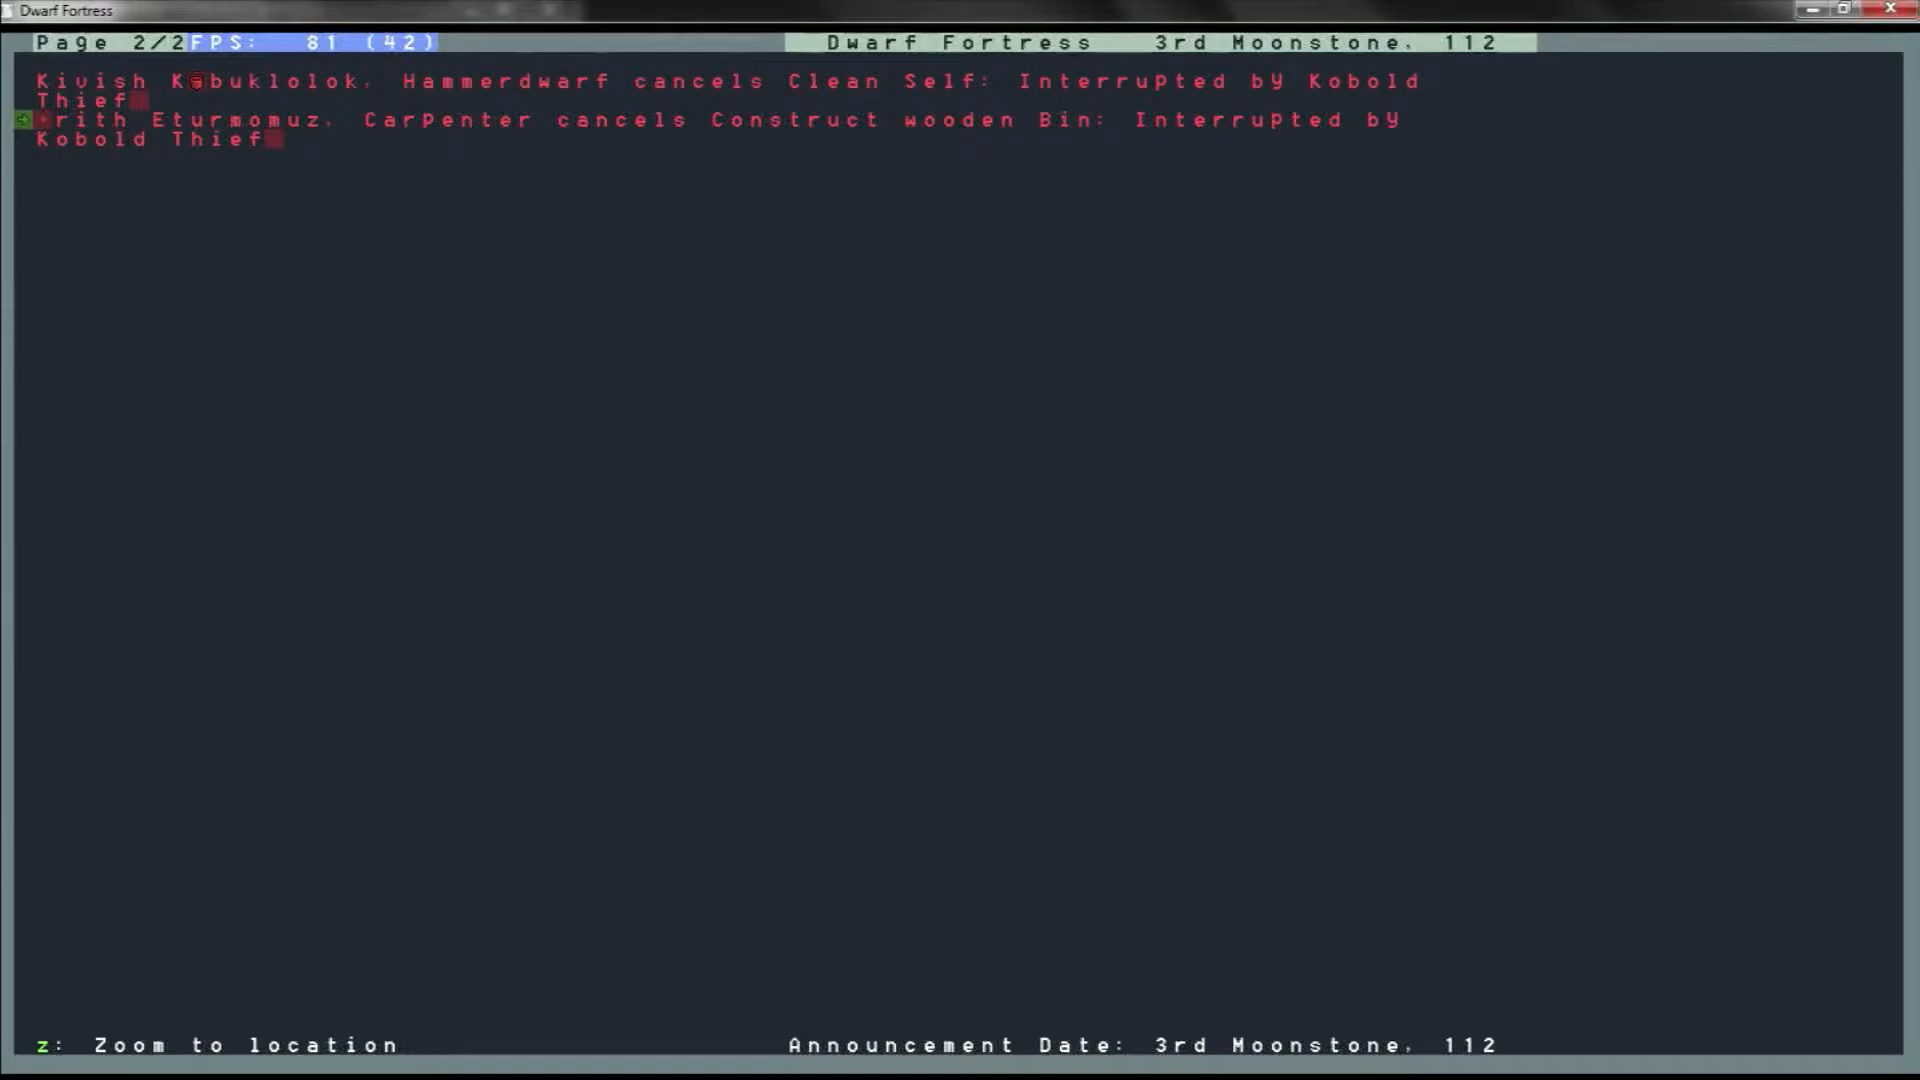 Dwarf Fortress
Page 2/2 FPS: 81 (42) Dwarf Fortress 3rd Moonstone, 112
Kivish Hammerdwarf cancels Clean Self: Interrupted by Kobold
Thief.
Eturmomuz, Carpenter cancels Construct wooden Bin: Interrupted by
Kobold Thief.
z: Zoom to location Announcement Date: 3rd Moonstone, 112